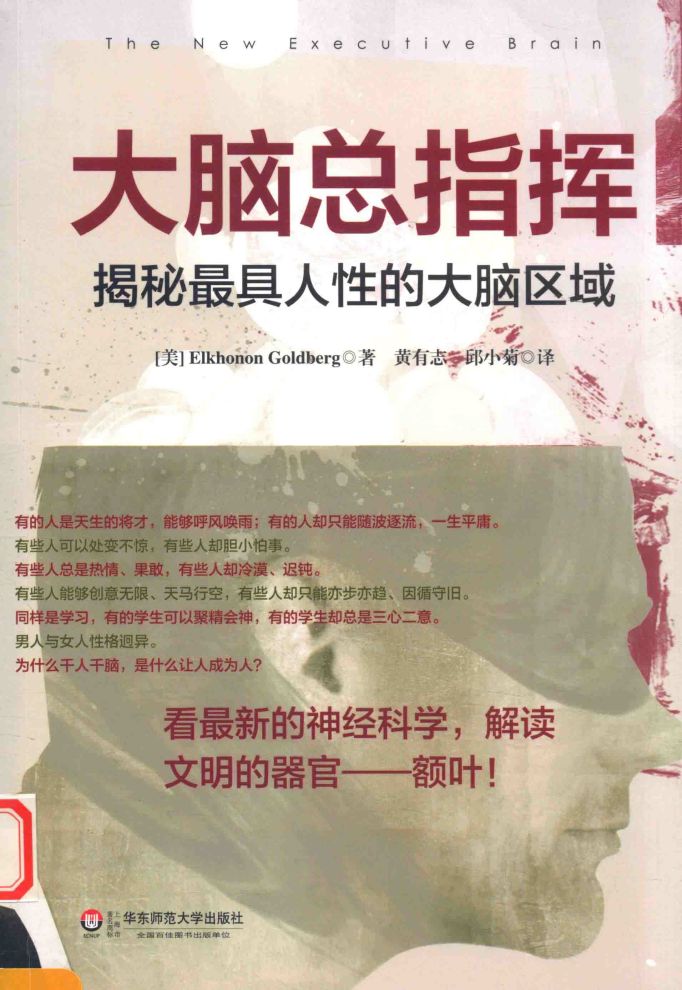 The New Executive Brain
大脑总指挥
揭秘最具人性的大脑区域
[美] Elkhonon Goldberg◎著 黄有志 邱小菊◎译
有的人是天生的将才，能够呼风唤雨；有的人却只能随波逐流，一生平庸。
有些人可以处变不惊，有些人却胆小怕事。
有些人总是热情、果敢，有些人却冷漠、迟钝。
有些人能够创意无限、天马行空，有些人却只能亦步亦趋、因循守旧。
同样是学习，有的学生可以聚精会神，有的学生却总是三心二意。
男人与女人性格迥异。
为什么千人千脑，是什么让人成为人？
看最新的神经科学，解读
文明的器官——额叶！
ECNUP
上海市
著名商标
华东师范大学出版社
全国百佳图书出版单位